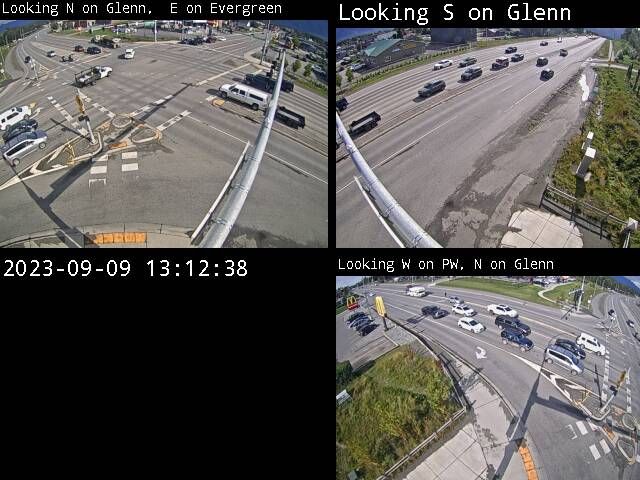 Looking N on Glenn, E on Evergreen
Looking S on Glenn
2023-09-09 13:12:38
Looking W on PW, N on Glenn